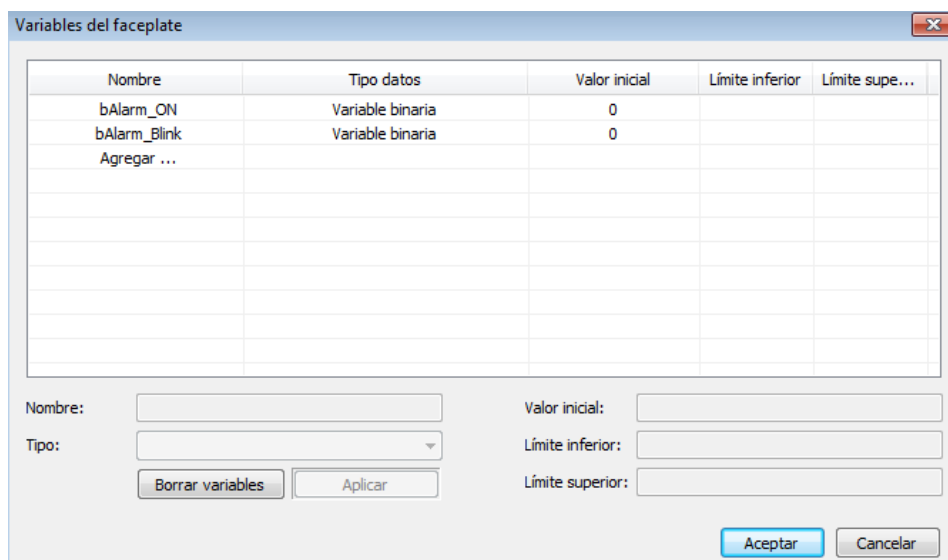 Variables del faceplate
Nombre Tipo datos Valor inicial Límite inferior Límite supe...
bAlarm_ON Variable binaria 0
bAlarm_Blink Variable binaria 0
Agregar ...
Nombre: Valor inicial:
Tipo: Límite inferior:
Borrar variables Aplicar Límite superior:
Aceptar Cancelar